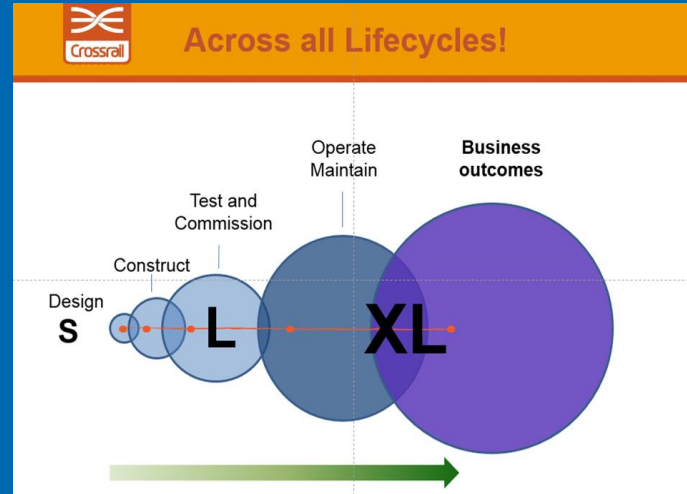 Crossrail
Across all Lifecycles!
Operate
Maintain
Business
outcomes
Test and
Commission
Construct
Design
S
L
XL